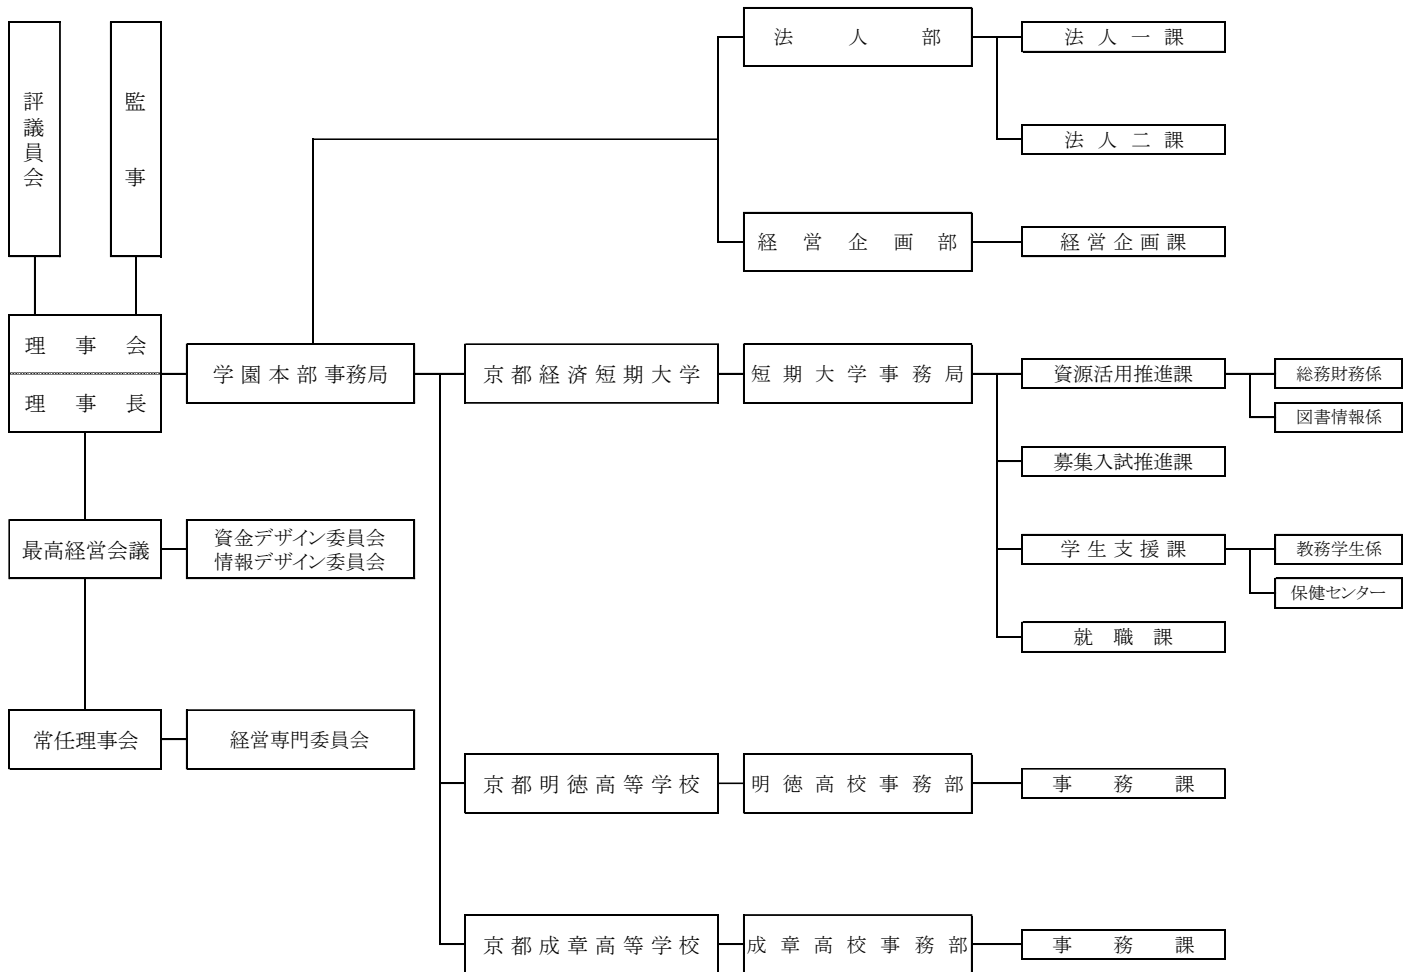 評議員会
監事
法人部
法人一課
法人二課
経営企画部
経営企画課
理事会
理事長
学園本部事務局
京都経済短期大学
短期大学事務局
資源活用推進課
総務財務係
図書情報係
募集入試推進課
最高経営会議
資金デザイン委員会
情報デザイン委員会
学生支援課
教務学生係
保健センター
就職課
常任理事会
経営専門委員会
京都明徳高等学校
明徳高校事務部
事務課
京都成章高等学校
成章高校事務部
事務課